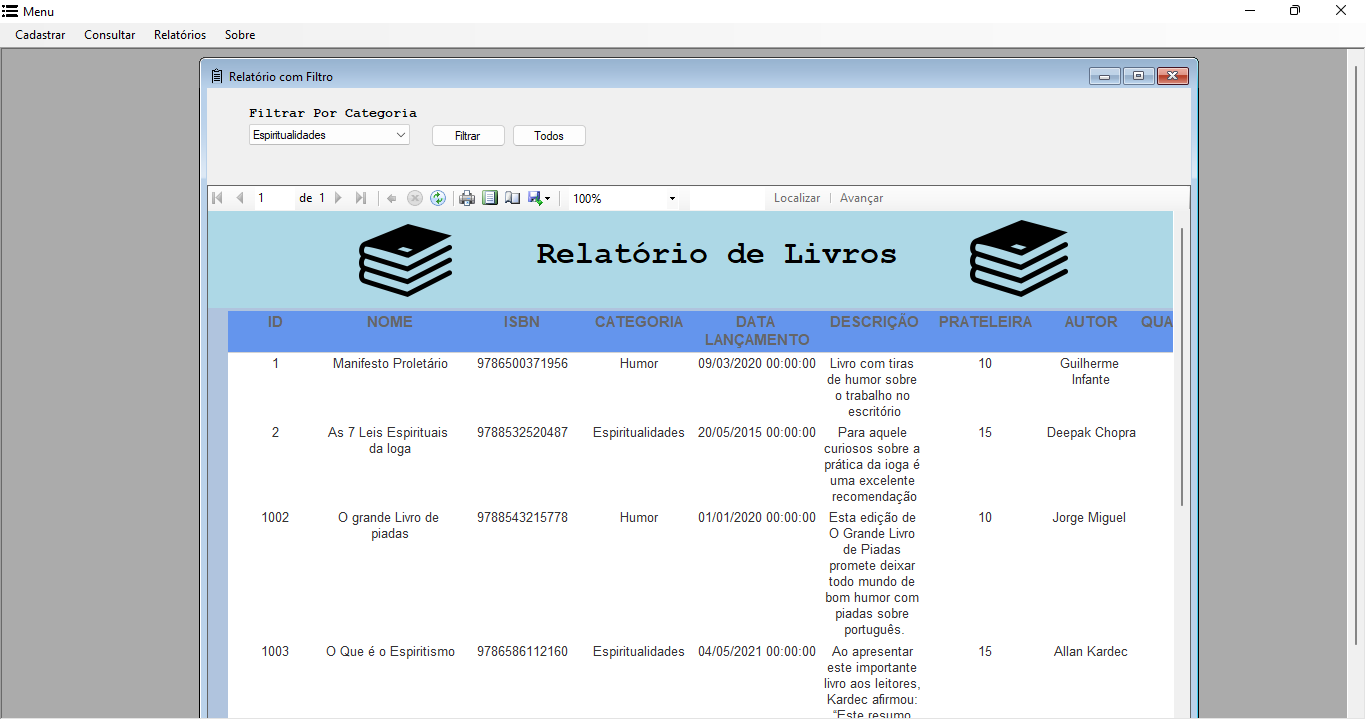 Menu
Cadastrar Consultar Relatórios Sobre
Relatório com Filtro
Filtrar Por Categoria
Espiritualidades Filtrar Todos
1 de 1 100% Localizar | Avançar
Relatório de Livros
ID NOME ISBN CATEGORIA DATA DESCRIÇÃO PRATELEIRA AUTOR QUA
LANÇAMENTO
1 Manifesto Proletário 9786500371956 Humor 09/03/2020 00:00:00 Livro com tiras 10 Guilherme
de humor sobre Infante
o trabalho no
escritório
2 As 7 Leis Espirituais 9788532520487 Espiritualidades 20/05/2015 00:00:00 Para aquele 15 Deepak Chopra
da Ioga curiosos sobre a
prática da ioga é
uma excelente
recomendação
1002 O grande Livro de 9788543215778 Humor 01/01/2020 00:00:00 Esta edição de 10 Jorge Miguel
piadas O Grande Livro
de Piadas
promete deixar
todo mundo de
bom humor com
piadas sobre
português.
1003 O Que é o Espiritismo 9786586112160 Espiritualidades 04/05/2021 00:00:00 Ao apresentar 15 Allan Kardec
este importante
livro aos leitores,
Kardec afirmou:
“Este resumo